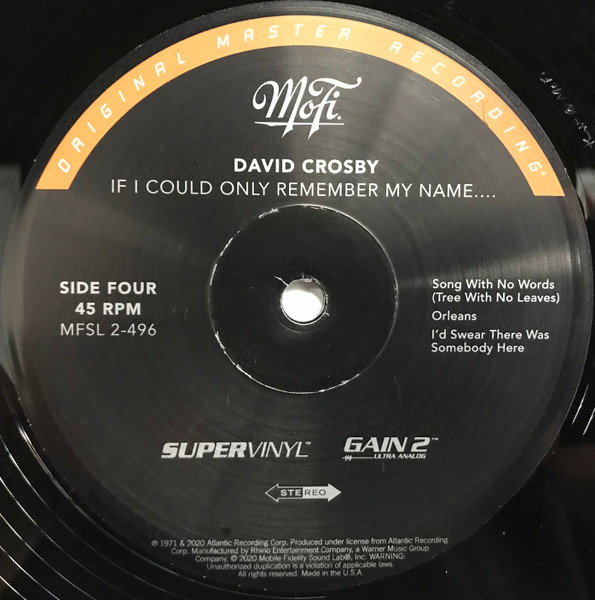 ORIGINAL MASTER RECORDING®
MoFi.
DAVID CROSBY
IF I COULD ONLY REMEMBER MY NAME....
SIDE FOUR
45 RPM
MFSL 2-496
Song With No Words
(Tree With No Leaves)
Orleans
I'd Swear There Was
Somebody Here
SUPERVINYL™
GAIN 2™
ULTRA ANALOG
STEREO
℗ 1971 & 2020 Atlantic Recording Corp. Produced under license from Atlantic Recording
Corp. Manufactured by Rhino Entertainment Company, a Warner Music Group
Company. © 2020 Mobile Fidelity Sound Lab®, Inc. WARNING:
Unauthorized duplication is a violation of applicable laws.
All rights reserved. Made in the U.S.A.